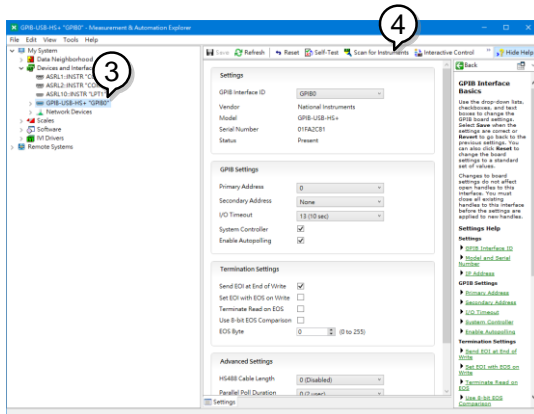 GPIB-USB-HS+ "GPIB0" - Measurement & Automation Explorer
File Edit View Tools Help
4
3
My System
Data Neighborhood
Devices and Interfac
ASRL1::INSTR "CO
ASRL2::INSTR "CO
ASRL10::INSTR "LPT1"
GPIB-USB-HS+ "GPIB0"
Network Devices
Scales
Software
IVI Drivers
Remote Systems
Save Refresh Reset Self-Test Scan for Instruments Interactive Control Hide Help
Settings
GPIB Interface ID GPIB0
Vendor National Instruments
Model GPIB-USB-HS+
Serial Number 01FA2C81
Status Present
GPIB Settings
Primary Address 0
Secondary Address None
I/O Timeout 13 (10 sec)
System Controller
Enable Autopolling
Termination Settings
Send EOI at End of Write
Set EOI with EOS on Write
Terminate Read on EOS
Use 8-bit EOS Comparison
EOS Byte 0 (0 to 255)
Advanced Settings
HS488 Cable Length 0 (Disabled)
Parallel Poll Duration 0 (2 usec)
Settings
Back
GPIB Interface
Basics
Use the drop-down lists,
checkboxes, and text
boxes to change the
GPIB board settings.
Select Save when the
settings are correct or
Revert to go back to the
previous settings. You
can also click Reset to
change the board
settings to a standard
set of values.
Changes to board
settings do not affect
open handles to this
interface. You must
close all existing
handles to this interface
before the settings are
applied to new handles.
Settings Help
Settings
GPIB Interface ID
Model and Serial
Number
IP Address
GPIB Settings
Primary Address
Secondary Address
I/O Timeout
System Controller
Enable Autopolling
Termination Settings
Send EOI at End of
Write
Set EOI with EOS on
Write
Terminate Read on
EOS
Use 8-bit EOS
Comparison